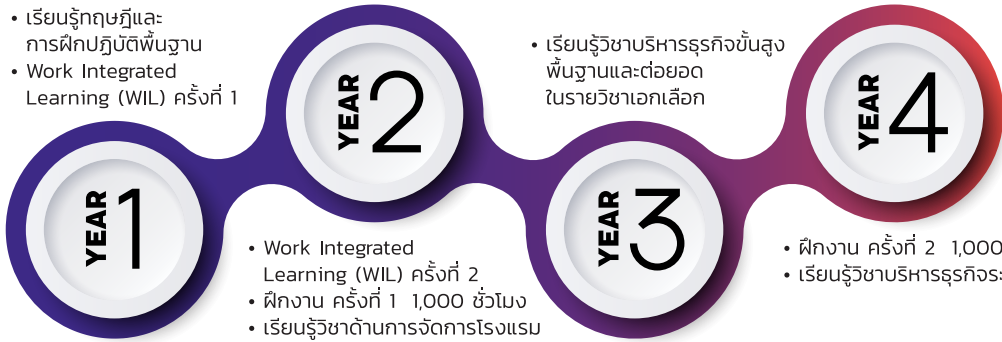 • เรียนรู้ทฤษฎีและ
การฝึกปฏิบัติพื้นฐาน
• Work Integrated
Learning (WIL) ครั้งที่ 1
YEAR 1
YEAR 2
• Work Integrated
Learning (WIL) ครั้งที่ 2
• ฝึกงาน ครั้งที่ 1 1,000 ชั่วโมง
• เรียนรู้วิชาด้านการจัดการโรงแรม
• เรียนรู้วิชาบริหารธุรกิจขั้นสูง
พื้นฐานและต่อยอด
ในรายวิชาเอกเลือก
YEAR 3
YEAR 4
• ฝึกงาน ครั้งที่ 2 1,000
• เรียนรู้วิชาบริหารธุรกิจระ